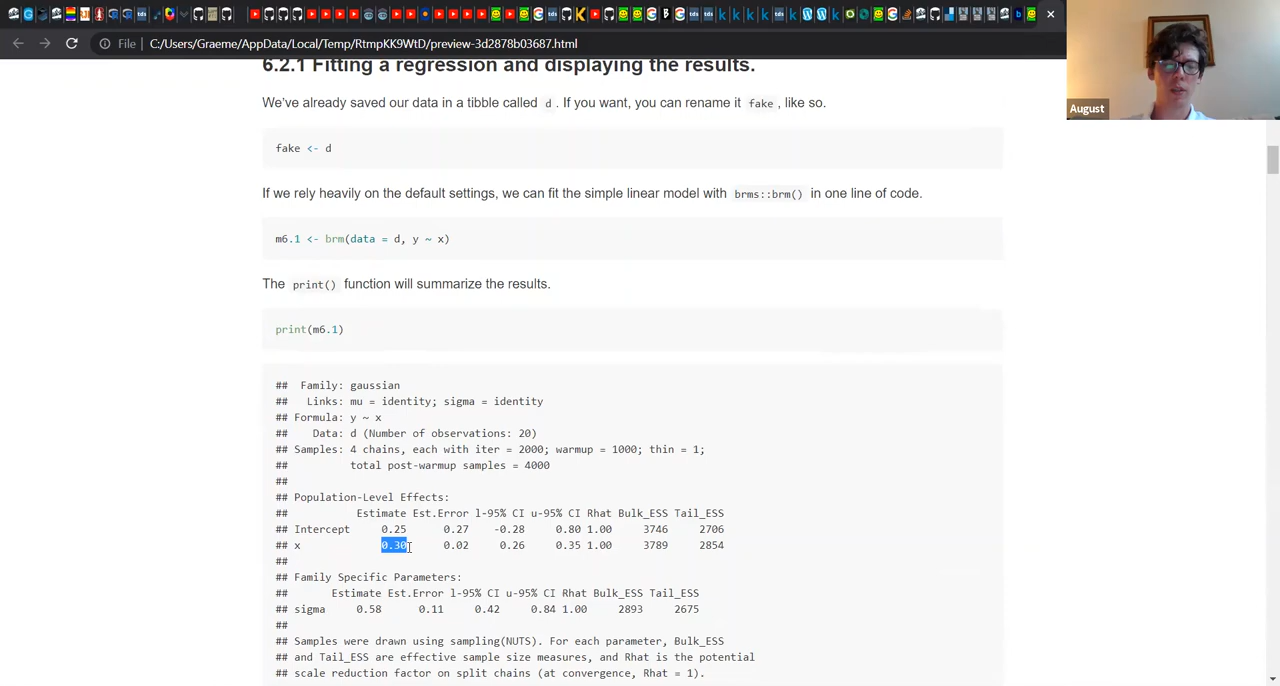 File
C:/Users/Graeme/AppData/Local/Temp/RtmpKK9WtD/preview-3d2878b03687.html
August
6.2.1 Fitting a regression and displaying the results.
We've already saved our data in a tibble called d . If you want, you can rename it fake , like so.
fake <- d
If we rely heavily on the default settings, we can fit the simple linear model with brms::brm() in one line of code.
m6.1 <- brm(data = d, y ~ x)
The print() function will summarize the results.
print(m6.1)
## Family: gaussian
## Links: mu = identity; sigma = identity
## Formula: y ~ x
## Data: d (Number of observations: 20)
## Samples: 4 chains, each with iter = 2000; warmup = 1000; thin = 1;
## total post-warmup samples = 4000
##
## Population-Level Effects:
## Estimate Est.Error l-95% CI u-95% CI Rhat Bulk_ESS Tail_ESS
## Intercept 0.25 0.27 -0.28 0.80 1.00 3746 2706
## x 0.30 0.02 0.26 0.35 1.00 3789 2854
##
## Family Specific Parameters:
## Estimate Est.Error l-95% CI u-95% CI Rhat Bulk_ESS Tail_ESS
## sigma 0.58 0.11 0.42 0.84 1.00 2893 2675
##
## Samples were drawn using sampling(NUTS). For each parameter, Bulk_ESS
## and Tail_ESS are effective sample size measures, and Rhat is the potential
## scale reduction factor on split chains (at convergence, Rhat = 1).